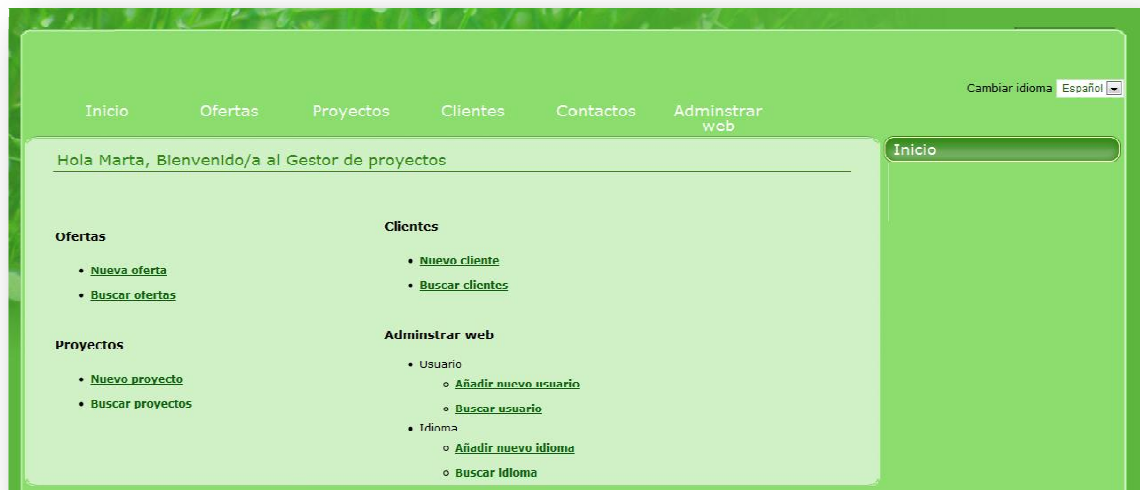 Cambiar idioma Español
Inicio Ofertas Proyectos Clientes Contactos Adminstrar
web
Inicio
Hola Marta, Bienvenido/a al Gestor de proyectos
Ofertas
Nueva oferta
Buscar ofertas
Proyectos
Nuevo proyecto
Buscar proyectos
Clientes
Nuevo cliente
Buscar clientes
Adminstrar web
Usuario
Añadir nuevo usuario
Buscar usuario
Idioma
Añadir nuevo idioma
Buscar idioma